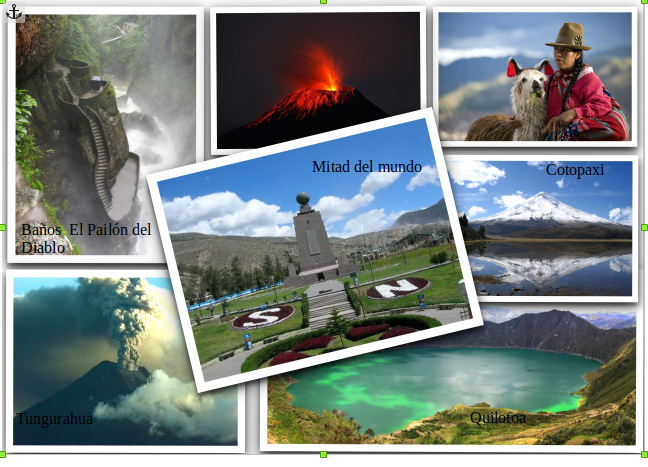 Mitad del mundo
Cotopaxi
Baños  El Pailón del
Diablo
S N
Tungurahua
Quilotoa